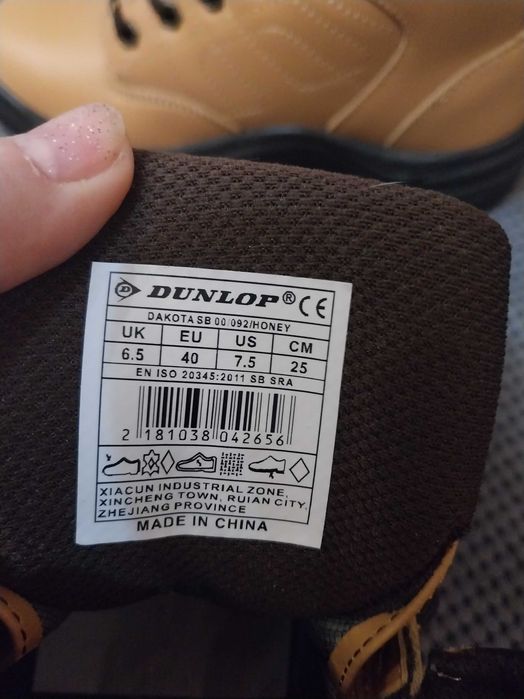 DUNLOP® CE
DAKOTA SB 00 092/HONEY
UK EU US CM
6.5 40 7.5 25
EN ISO 20345:2011 SB SRA
2 181038 042656
XIACUN INDUSTRIAL ZONE,
XINCHENG TOWN, RUIAN CITY,
ZHEJIANG PROVINCE
MADE IN CHINA